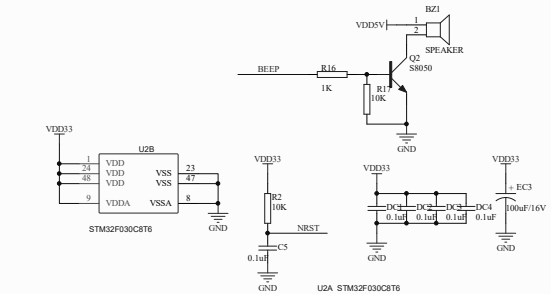 BZ1
VDD5V
1
2
SPEAKER
Q2
S8050
BEEP
R16
1K
R17
10K
GND
VDD33
U2B
1
24
48
9
VDD
VDD
VDD
VDDA
VSS
VSS
VSSA
23
47
8
GND
STM32F030C8T6
VDD33
R2
10K
NRST
C5
0.1uF
GND
VDD33
DC1
0.1uF
DC2
0.1uF
DC3
0.1uF
DC4
0.1uF
GND
VDD33
+ EC3
100uF/16V
GND
U2A STM32F030C8T6